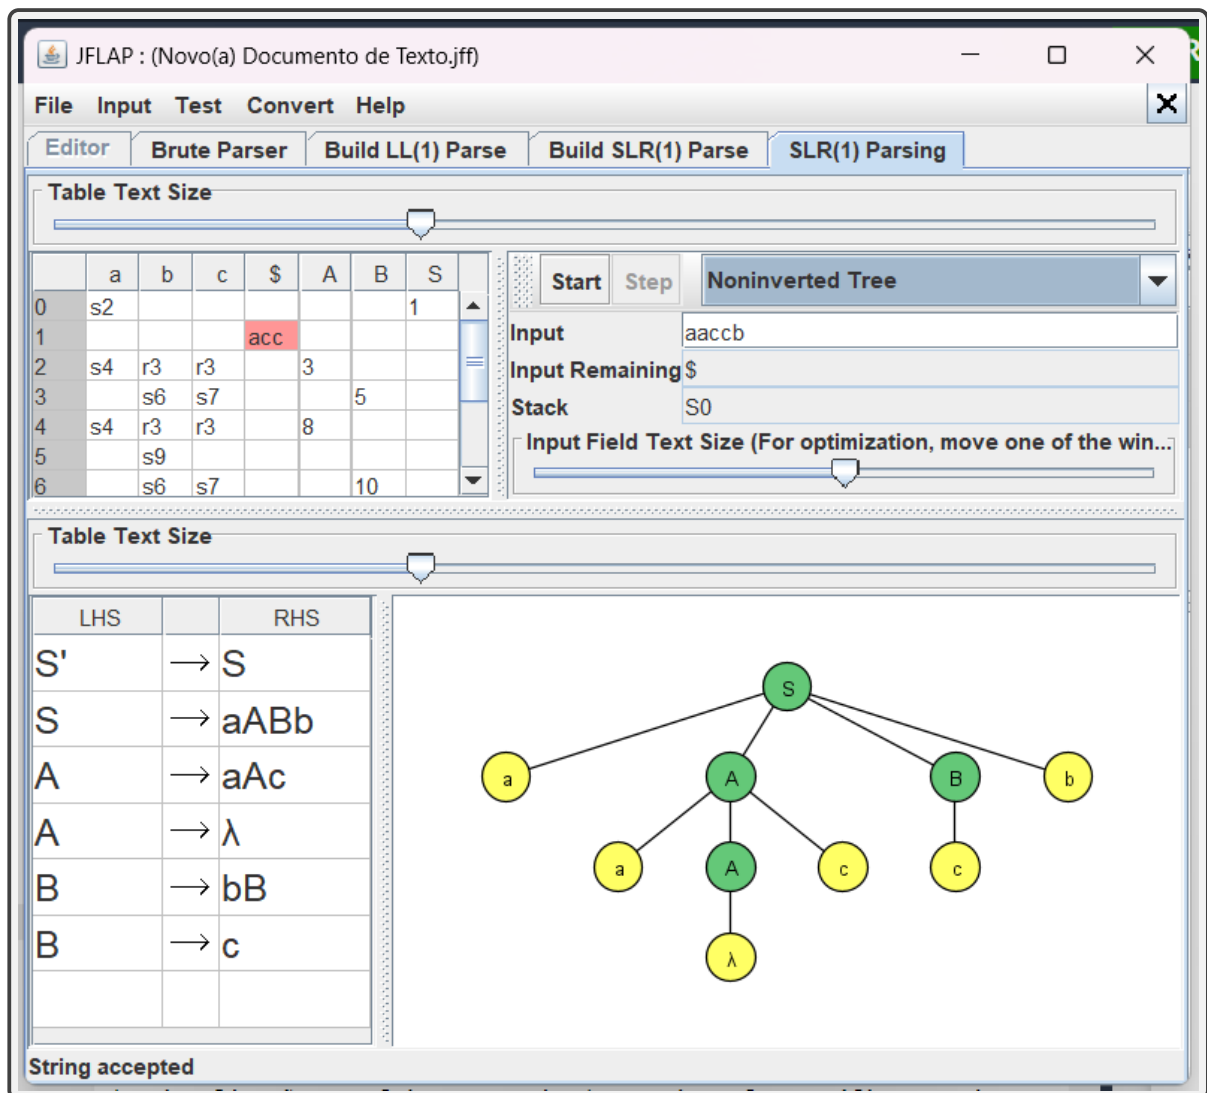 JFLAP : (Novo(a) Documento de Texto.jff)
File Input Test Convert Help
Editor Brute Parser Build LL(1) Parse Build SLR(1) Parse SLR(1) Parsing
Table Text Size
a b c $ A B S
0 s2 1
1 acc
2 s4 r3 r3 3
3 s6 s7 5
4 s4 r3 r3 8
5 s9
6 s6 s7 10
Start Step Noninverted Tree
Input aaccb
Input Remaining $
Stack S0
Input Field Text Size (For optimization, move one of the win...
Table Text Size
LHS RHS
S' → S
S → aABb
A → aAc
A → λ
B → bB
B → c
S
a A B b
a A c c
λ
String accepted